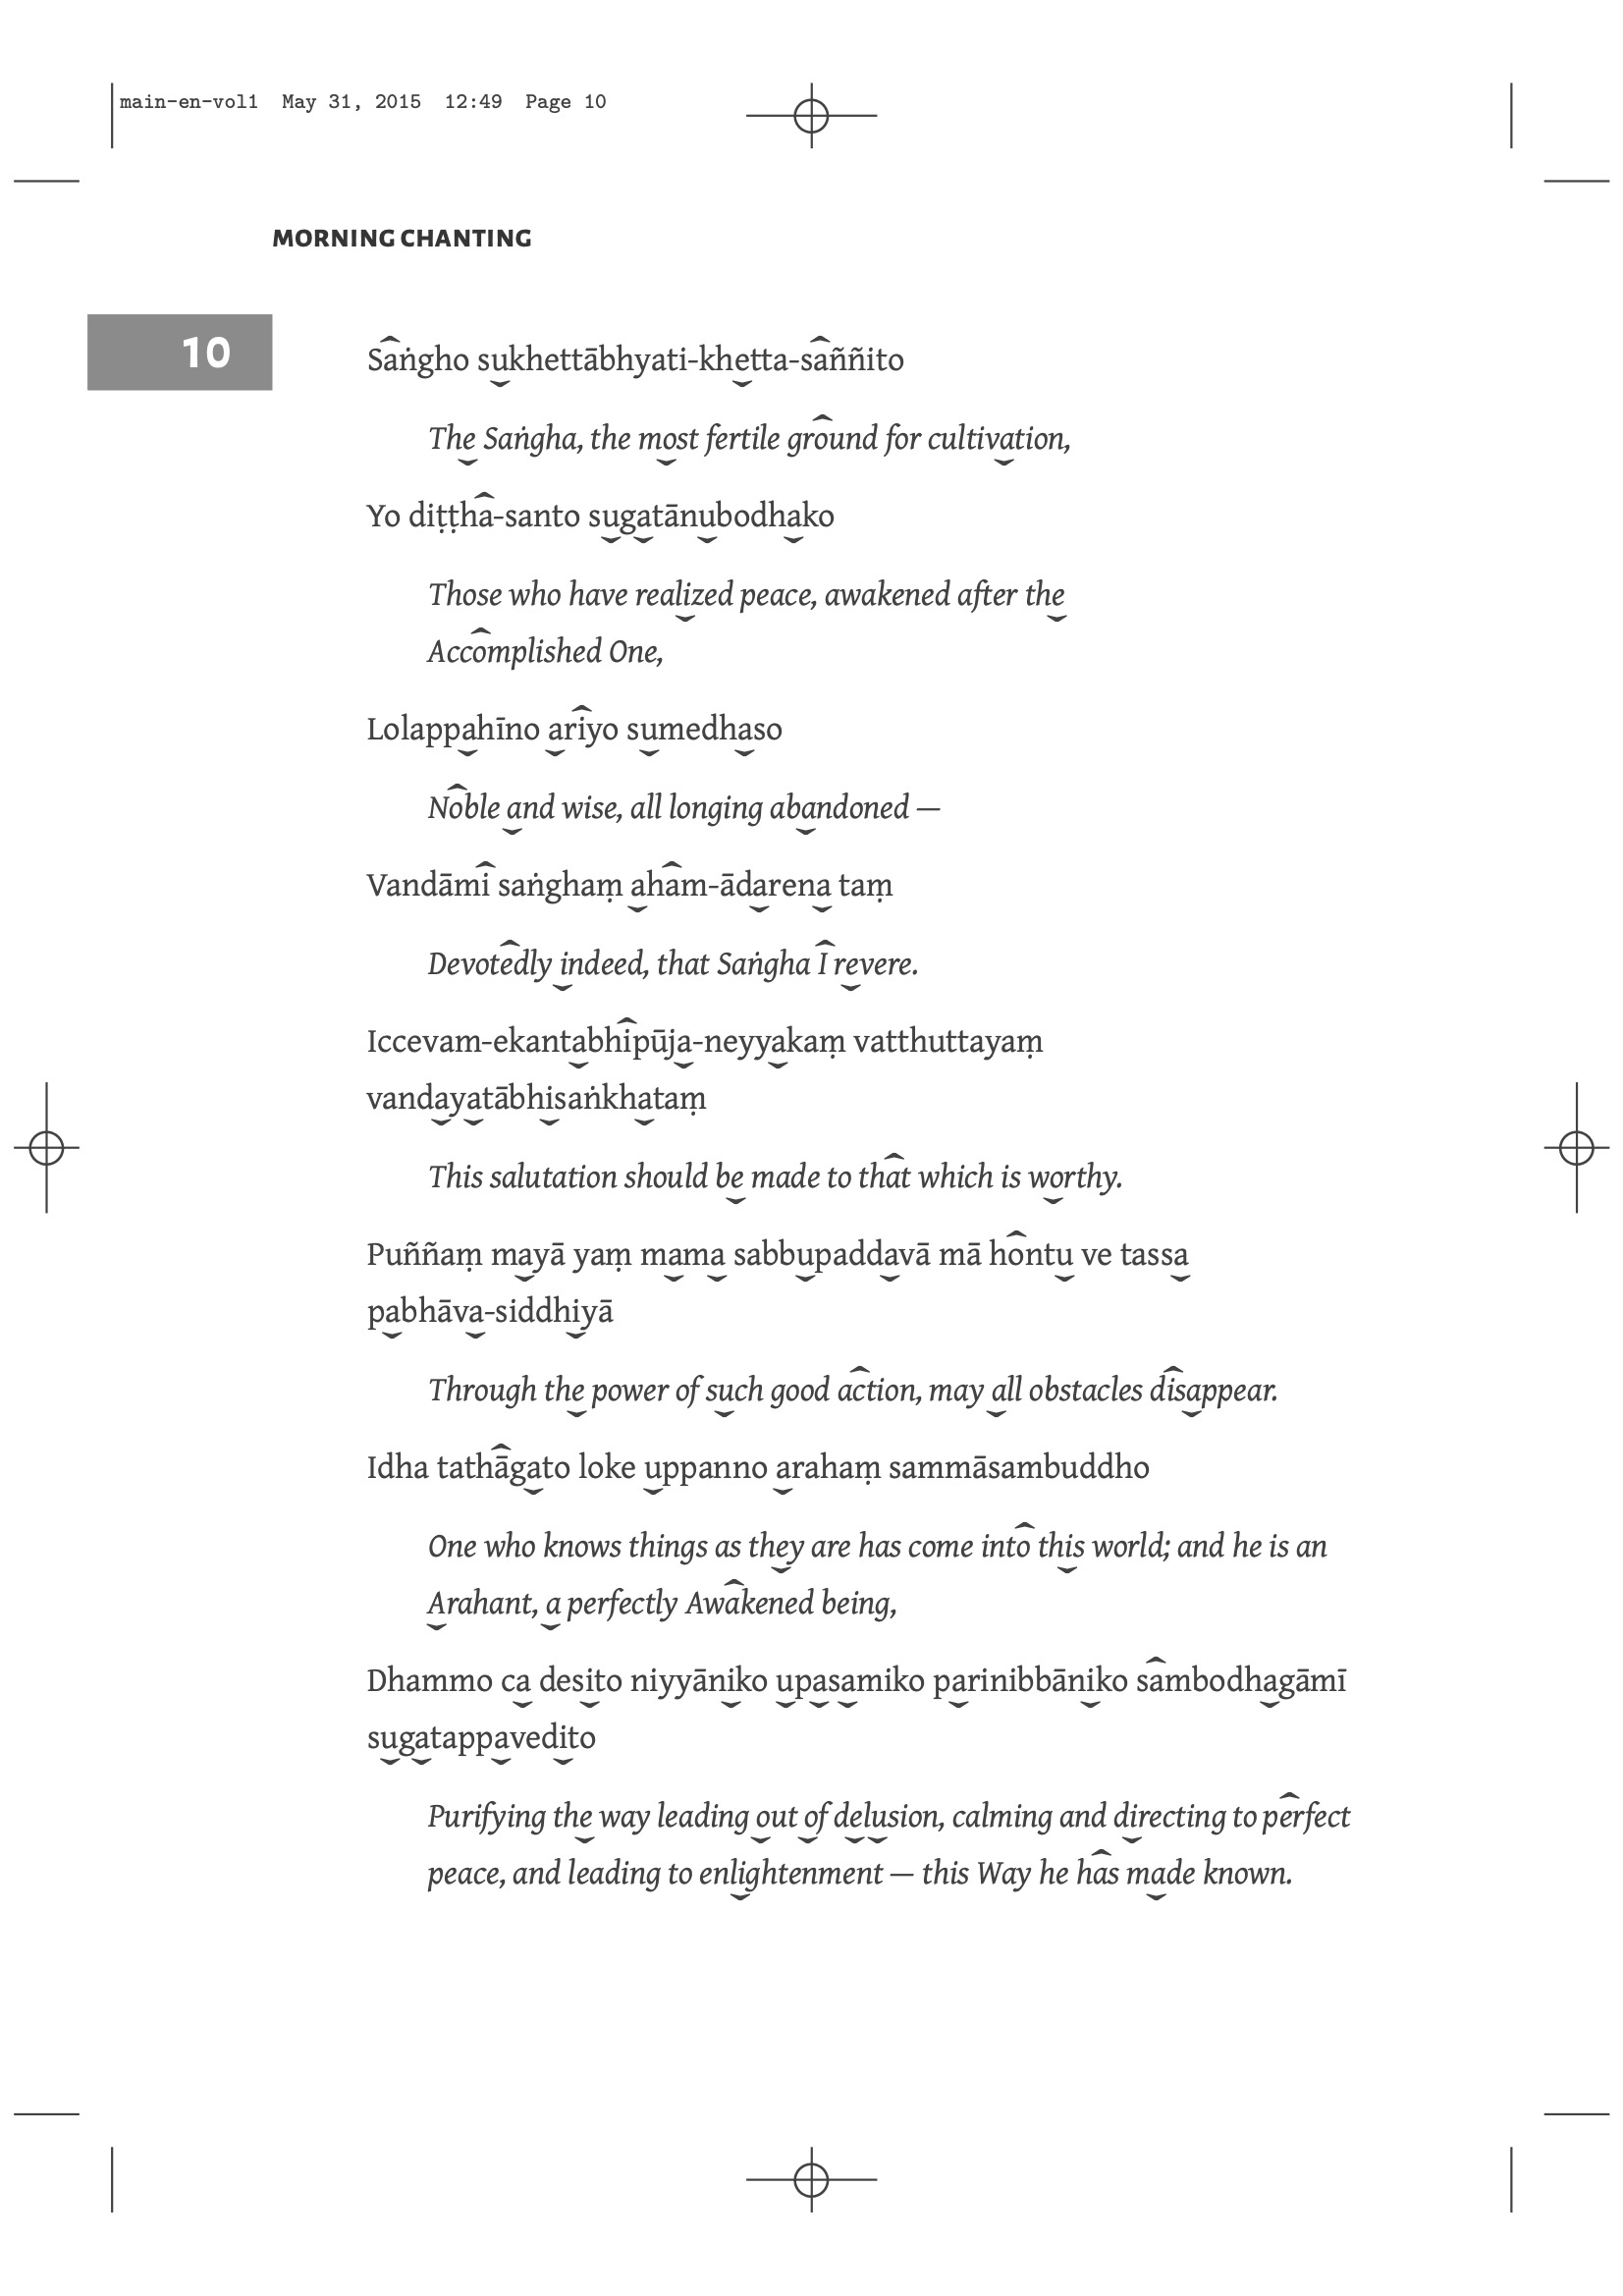 main-en-vol1 May 31, 2015 12:49 Page 10
MORNING CHANTING
10
Saṅgho sukhettābhyati-khetta-saññito
The Saṅgha, the most fertile ground for cultivation,
Yo diṭṭha-santo sugatānubodhako
Those who have realized peace, awakened after the
Accomplished One,
Lolappahīno ariyo sumedhaso
Noble and wise, all longing abandoned —
Vandāmi saṅghaṃ aham-ādarena taṃ
Devotedly indeed, that Saṅgha I revere.
Iccevam-ekantabhipūja-neyyakaṃ vatthuttayaṃ
vandayatābhisaṅkhataṃ
This salutation should be made to that which is worthy.
Puññaṃ mayā yaṃ mama sabbupaddavā mā hontu ve tassa
pabhāva-siddhiyā
Through the power of such good action, may all obstacles disappear.
Idha tathāgato loke uppanno arahaṃ sammāsambuddho
One who knows things as they are has come into this world; and he is an
Arahant, a perfectly Awakened being,
Dhammo ca desito niyyāniko upasamiko parinibbāniko sambodhagāmī
sugatappavedito
Purifying the way leading out of delusion, calming and directing to perfect
peace, and leading to enlightenment — this Way he has made known.